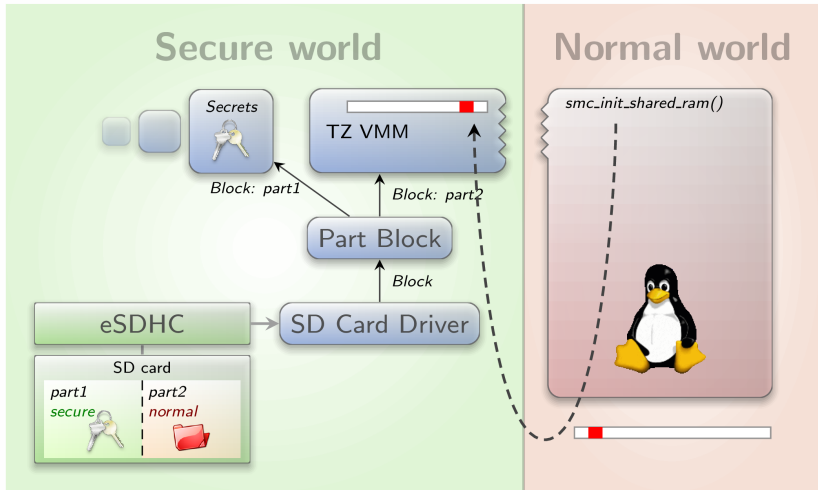 Secure world
Normal world
Secrets
TZ VMM
smc_init_shared_ram()
Block: part1
Block: part2
Part Block
Block
eSDHC
SD Card Driver
SD card
part1
secure
part2
normal